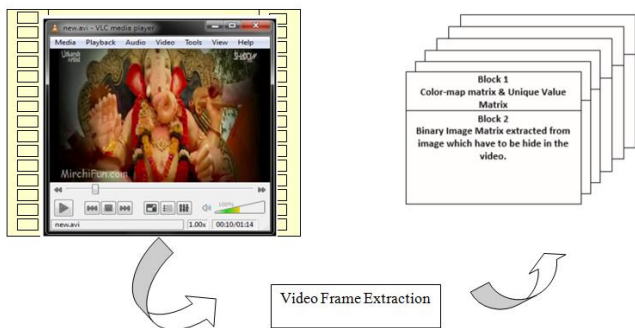 new.avi - VLC media player
Media Playback Audio Video Tools View Help
MirchiFun.com
100%
new.avi 1.00x 00:10/01:14
Block 1
Color-map matrix & Unique Value
Matrix
Block 2
Binary Image Matrix extracted from
image which have to be hide in the
video.
Video Frame Extraction